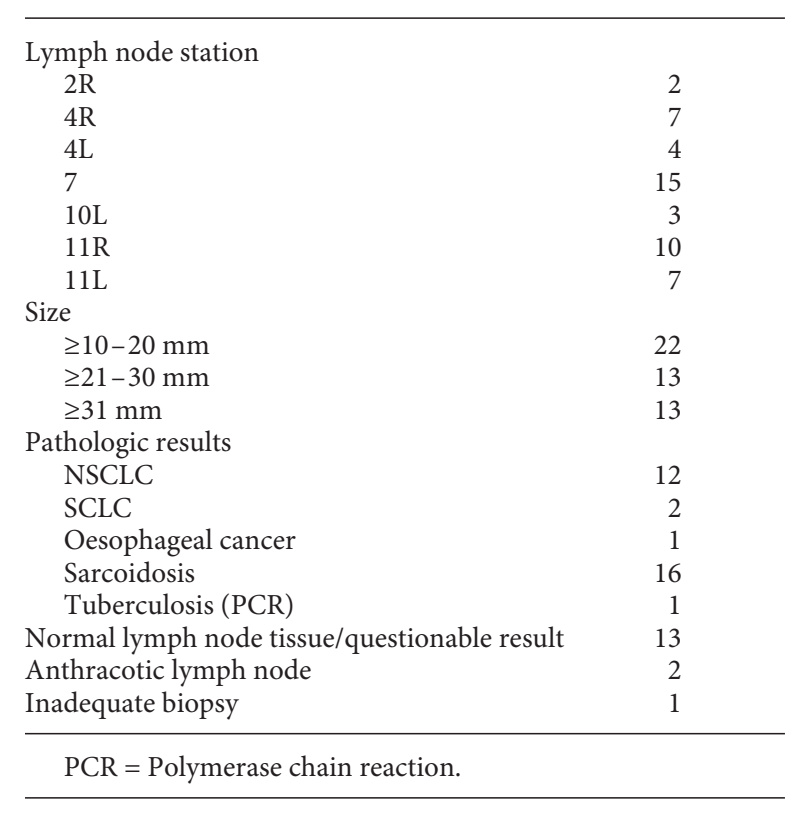 Lymph node station
2R 2
4R 7
4L 4
7 15
10L 3
11R 10
11L 7
Size
≥10–20 mm 22
≥21–30 mm 13
≥31 mm 13
Pathologic results
NSCLC 12
SCLC 2
Oesophageal cancer 1
Sarcoidosis 16
Tuberculosis (PCR) 1
Normal lymph node tissue/questionable result 13
Anthracotic lymph node 2
Inadequate biopsy 1
PCR = Polymerase chain reaction.